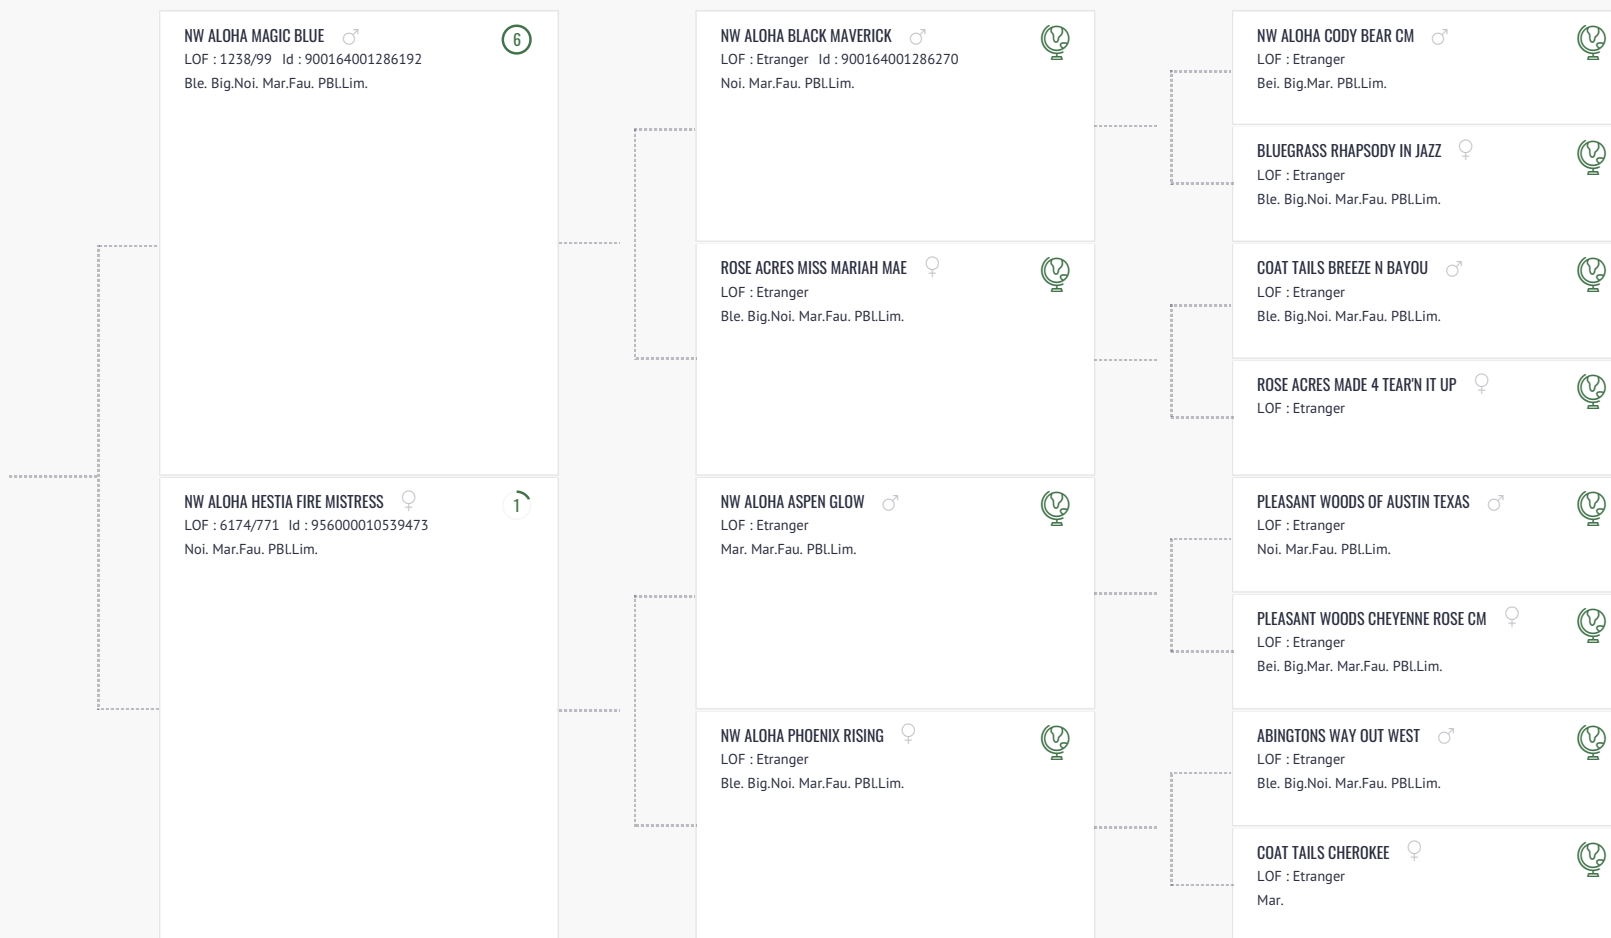 NW ALOHA MAGIC BLUE
6
LOF : 1238/99 Id : 900164001286192
Ble. Big.Noi. Mar.Fau. PBl.Lim.
NW ALOHA HESTIA FIRE MISTRESS
1
LOF : 6174/771 Id : 956000010539473
Noi. Mar.Fau. PBl.Lim.
NW ALOHA BLACK MAVERICK
LOF : Etranger Id : 900164001286270
Noi. Mar.Fau. PBl.Lim.
ROSE ACRES MISS MARIAH MAE
LOF : Etranger
Ble. Big.Noi. Mar.Fau. PBl.Lim.
NW ALOHA ASPEN GLOW
LOF : Etranger
Mar. Mar.Fau. PBl.Lim.
NW ALOHA PHOENIX RISING
LOF : Etranger
Ble. Big.Noi. Mar.Fau. PBl.Lim.
NW ALOHA CODY BEAR CM
LOF : Etranger
Bei. Big.Mar. PBl.Lim.
BLUEGRASS RHAPSODY IN JAZZ
LOF : Etranger
Ble. Big.Noi. Mar.Fau. PBl.Lim.
COAT TAILS BREEZE N BAYOU
LOF : Etranger
Ble. Big.Noi. Mar.Fau. PBl.Lim.
ROSE ACRES MADE 4 TEAR'N IT UP
LOF : Etranger
PLEASANT WOODS OF AUSTIN TEXAS
LOF : Etranger
Noi. Mar.Fau. PBl.Lim.
PLEASANT WOODS CHEYENNE ROSE CM
LOF : Etranger
Bei. Big.Mar. Mar.Fau. PBl.Lim.
ABINGTONS WAY OUT WEST
LOF : Etranger
Ble. Big.Noi. Mar.Fau. PBl.Lim.
COAT TAILS CHEROKEE
LOF : Etranger
Mar.